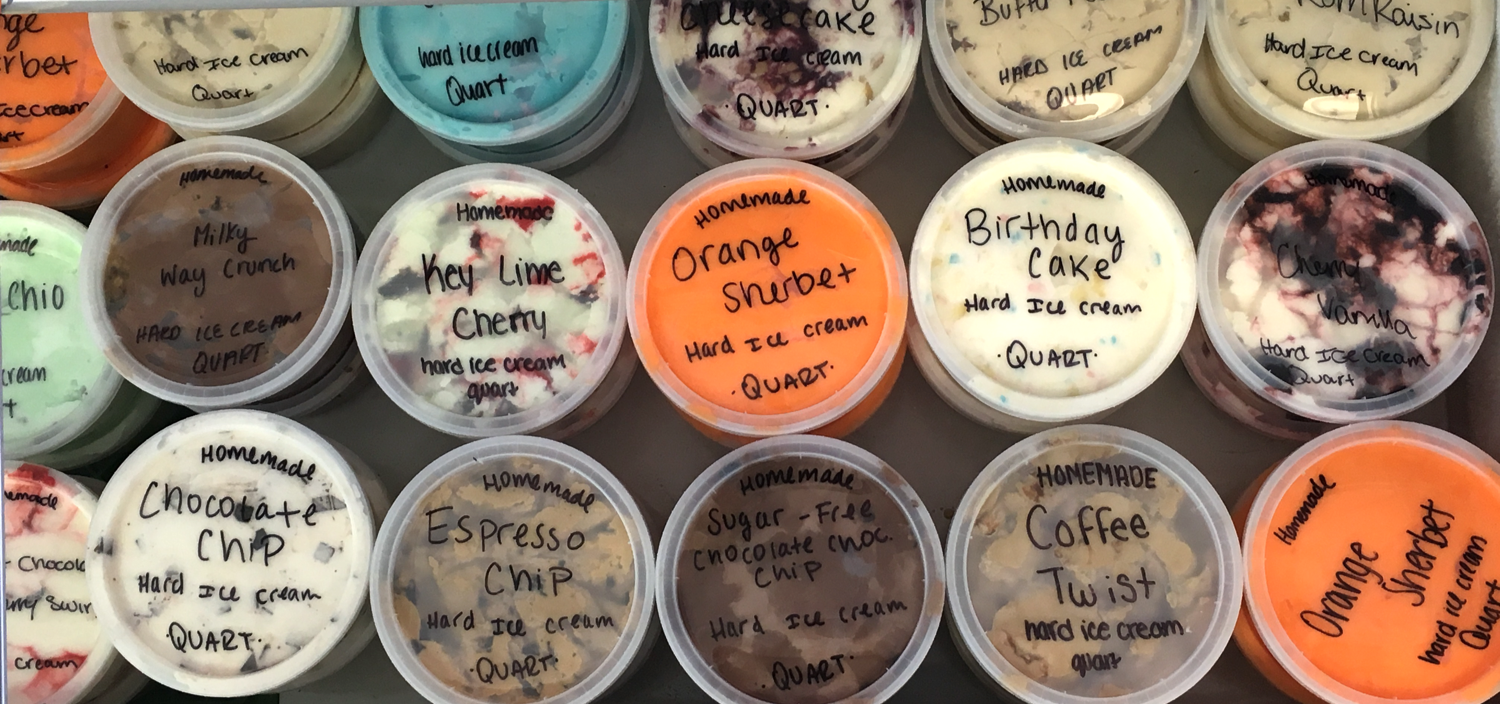 Hard Ice cream
Quart
hard ice cream
Quart
Cheesecake
Hard Ice cream
·QUART·
HARD ICE CREAM
QUART
Hard Ice cream
Quart
Homemade
Milky
Way Crunch
HARD ICE CREAM
QUART
Homemade
Key Lime
Cherry
hard ice cream
quart
Homemade
Orange
Sherbet
Hard Ice cream
·QUART·
Homemade
Birthday
Cake
Hard Ice cream
·QUART·
Homemade
Cherry
Vanilla
Hard Ice Cream
Quart
Homemade
Chocolate
Chip
Hard Ice cream
·QUART·
Homemade
Espresso
Chip
Hard Ice cream
·QUART·
Homemade
Sugar-Free
chocolate choc.
chip
Hard Ice cream
·QUART·
HOMEMADE
Coffee
Twist
hard ice cream
quart
Homemade
Orange
Sherbet
hard ice cream
Quart